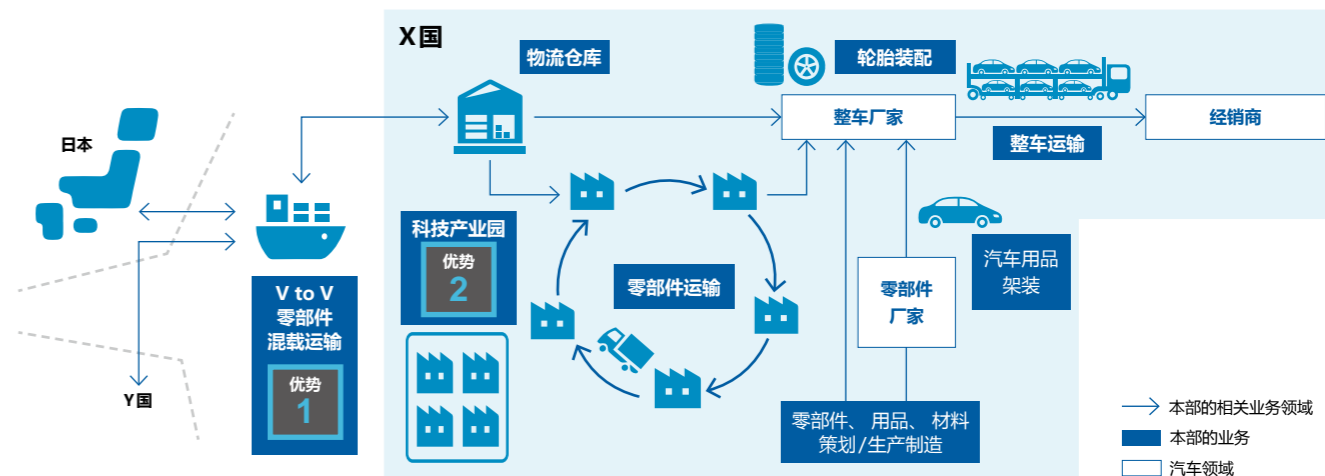 X国
物流仓库
轮胎装配
整车厂家
经销商
整车运输
日本
科技产业园
优势
2
零部件运输
汽车用品
架装
零部件
厂家
V to V
零部件
混载运输
优势
1
Y国
零部件、用品、材料
策划/生产制造
本部的相关业务领域
本部的业务
汽车领域